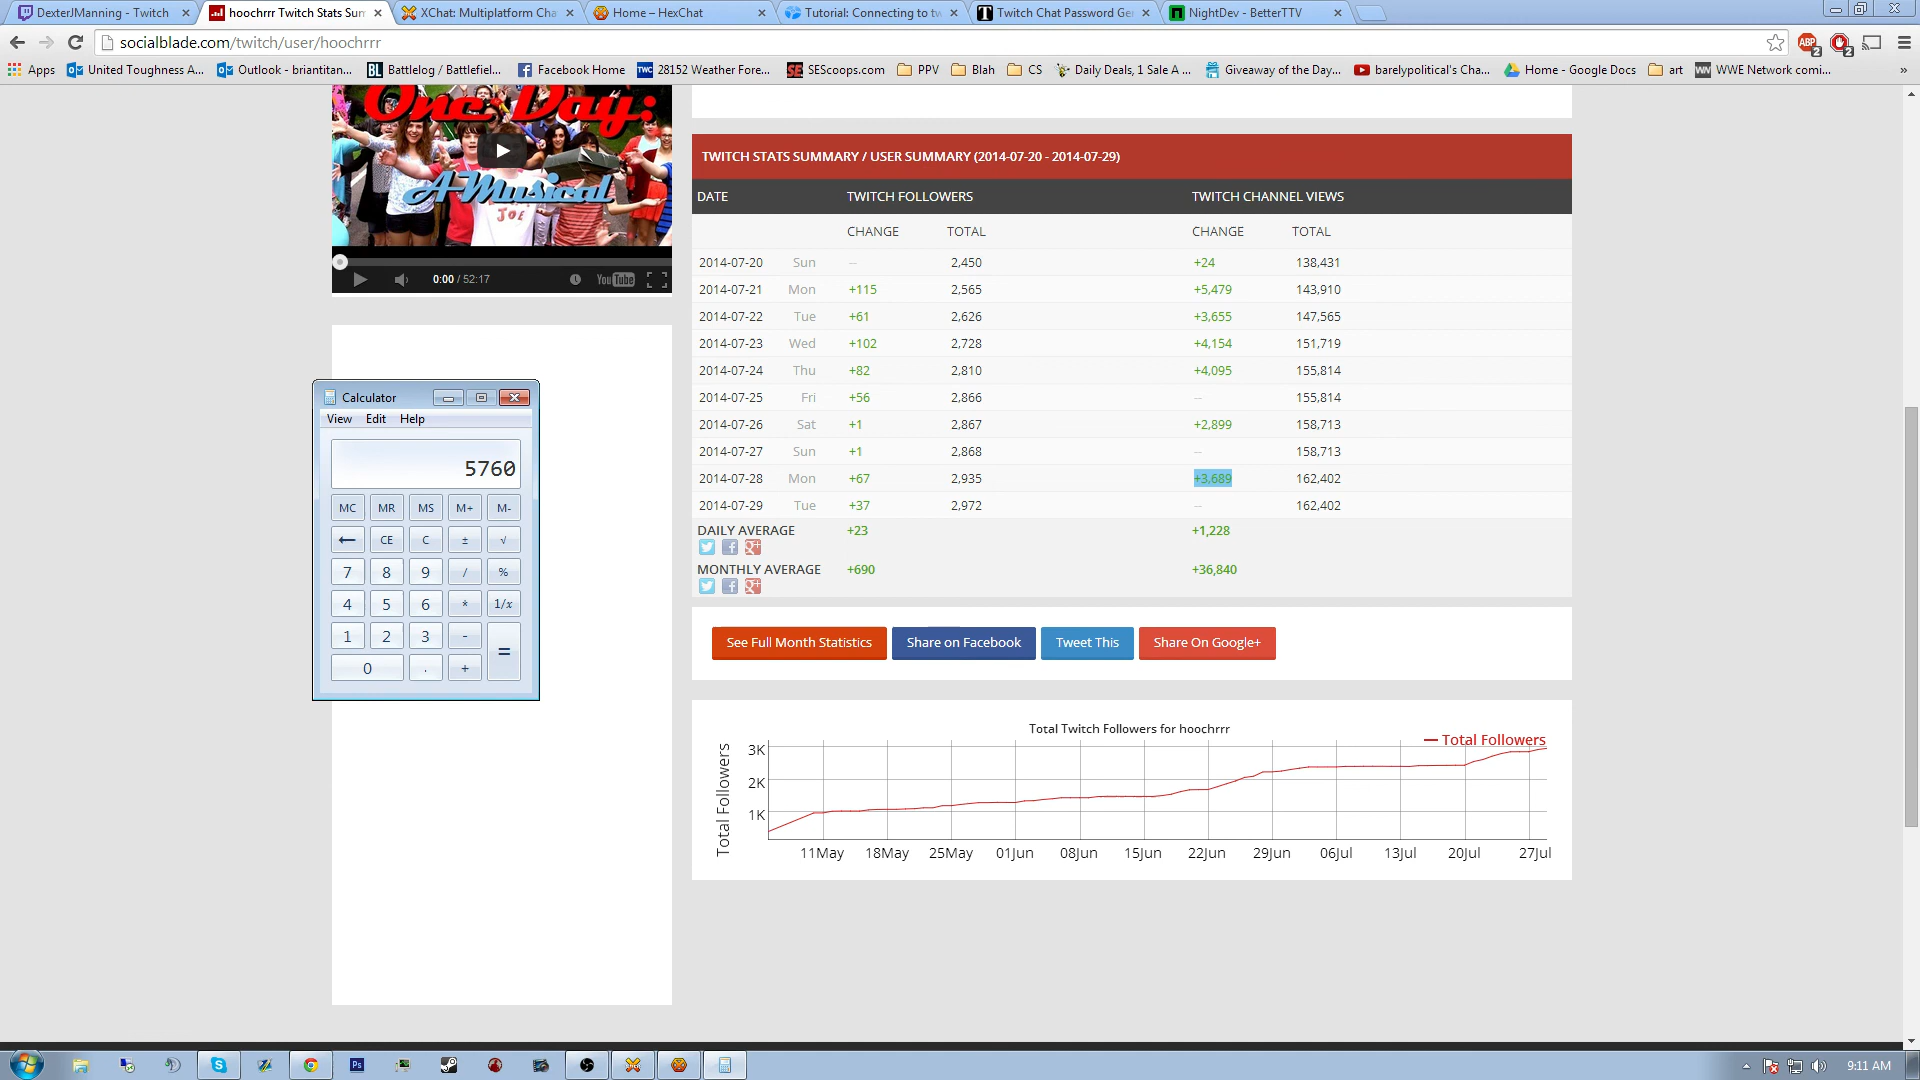 DexterJManning - Twitch
hoochrrr Twitch Stats Sum
XChat: Multiplatform Cha
Home – HexChat
Tutorial: Connecting to tw
Twitch Chat Password Ge
NightDev - BetterTTV
socialblade.com/twitch/user/hoochrrr
ABP 2 2
Apps
United Toughness A...
Outlook - briantitan...
BL Battlelog / Battlefiel...
Facebook Home
TWC 28152 Weather Fore...
SE SEScoops.com
PPV
Blah
CS
Daily Deals, 1 Sale A ...
Giveaway of the Day...
barelypolitical's Cha...
Home - Google Docs
art
WN WWE Network comi...
»
One Day:
A Musical
JOE
0:00 / 52:17
YouTube
TWITCH STATS SUMMARY / USER SUMMARY (2014-07-20 - 2014-07-29)
DATE TWITCH FOLLOWERS TWITCH CHANNEL VIEWS
CHANGE TOTAL CHANGE TOTAL
2014-07-20 Sun -- 2,450 +24 138,431
2014-07-21 Mon +115 2,565 +5,479 143,910
2014-07-22 Tue +61 2,626 +3,655 147,565
2014-07-23 Wed +102 2,728 +4,154 151,719
2014-07-24 Thu +82 2,810 +4,095 155,814
2014-07-25 Fri +56 2,866 -- 155,814
2014-07-26 Sat +1 2,867 +2,899 158,713
2014-07-27 Sun +1 2,868 -- 158,713
2014-07-28 Mon +67 2,935 +3,689 162,402
2014-07-29 Tue +37 2,972 -- 162,402
DAILY AVERAGE +23 +1,228
MONTHLY AVERAGE +690 +36,840
See Full Month Statistics
Share on Facebook
Tweet This
Share On Google+
Calculator
View Edit Help
5760
MC MR MS M+ M-
← CE C ± √
7 8 9 / %
4 5 6 * 1/x
1 2 3 - =
0 . +
Total Twitch Followers for hoochrrr
Total Followers
Total Followers
3K
2K
1K
11May 18May 25May 01Jun 08Jun 15Jun 22Jun 29Jun 06Jul 13Jul 20Jul 27Jul
Ps
9:11 AM